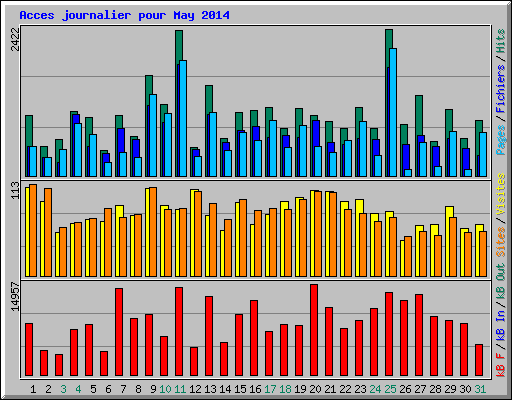 Acces journalier pour May 2014
2422
113
14957
Pages / Fichiers / Hits
Sites / Visites
kB F / kB In / kB Out
1 2 3 4 5 6 7 8 9 10 11 12 13 14 15 16 17 18 19 20 21 22 23 24 25 26 27 28 29 30 31